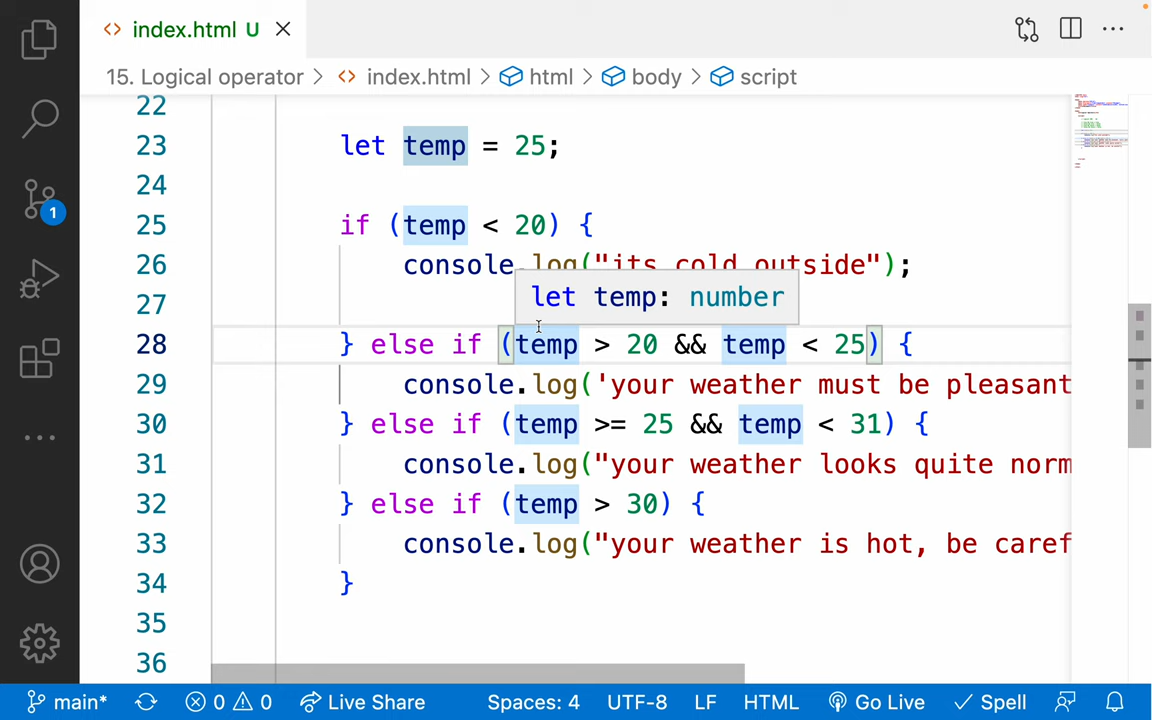 index.html U
15. Logical operator > index.html > html > body > script
22
23 let temp = 25;
24
25 if (temp < 20) {
26 console.log("its cold outside");
let temp: number
27
28 } else if (temp > 20 && temp < 25) {
29 console.log('your weather must be pleasant
30 } else if (temp >= 25 && temp < 31) {
31 console.log("your weather looks quite norm
32 } else if (temp > 30) {
33 console.log("your weather is hot, be caref
34 }
35
36
1
main* 0 0 Live Share Spaces: 4 UTF-8 LF HTML Go Live Spell